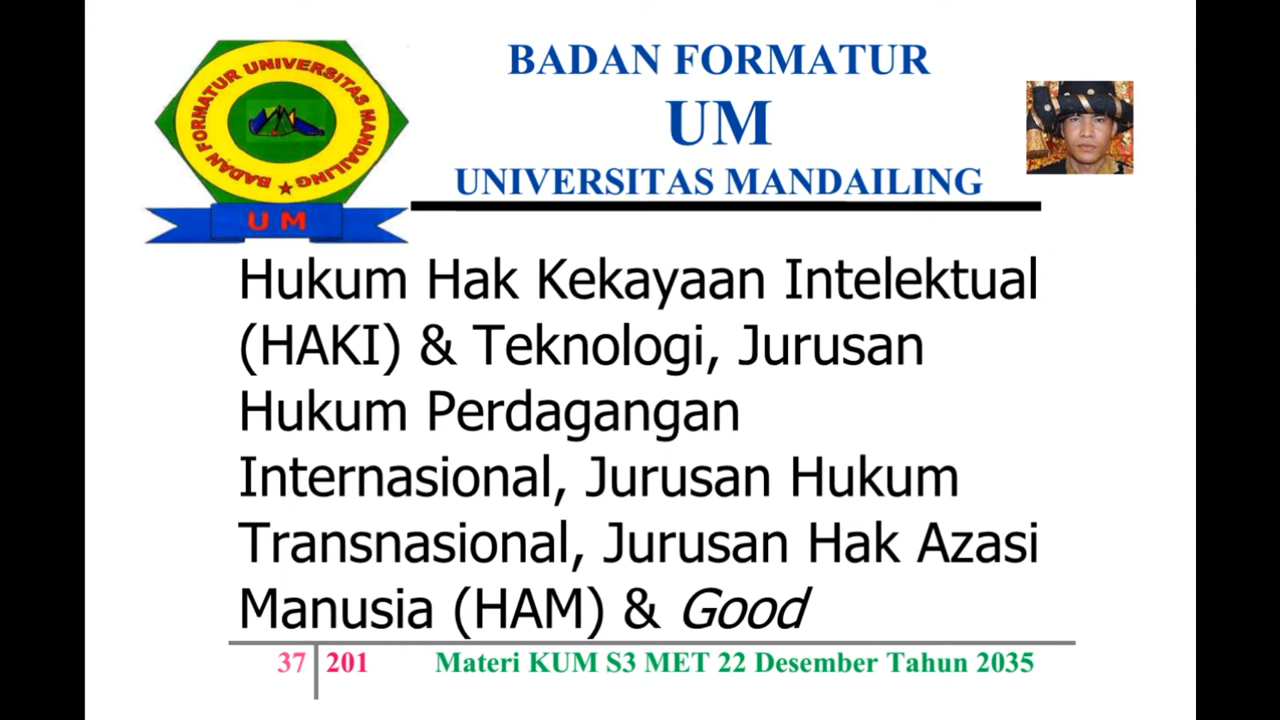 BADAN FORMATUR UNIVERSITAS MANDAILING
U M
BADAN FORMATUR
UM
UNIVERSITAS MANDAILING
Hukum Hak Kekayaan Intelektual
(HAKI) & Teknologi, Jurusan
Hukum Perdagangan
Internasional, Jurusan Hukum
Transnasional, Jurusan Hak Azasi
Manusia (HAM) & Good
37 201 Materi KUM S3 MET 22 Desember Tahun 2035